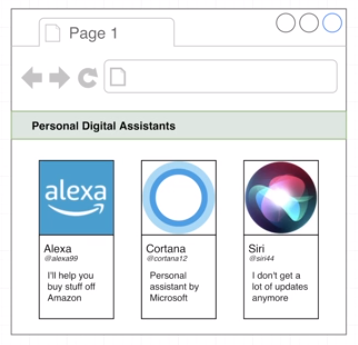 Page 1
Personal Digital Assistants
alexa
Alexa
@alexa99
I'll help you
buy stuff off
Amazon
Cortana
@cortana12
Personal
assistant by
Microsoft
Siri
@siri44
I don't get a
lot of updates
anymore